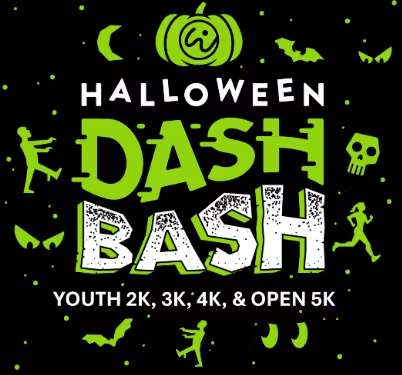 HALLOWEEN
DASH
BASH
YOUTH 2K, 3K, 4K, & OPEN 5K